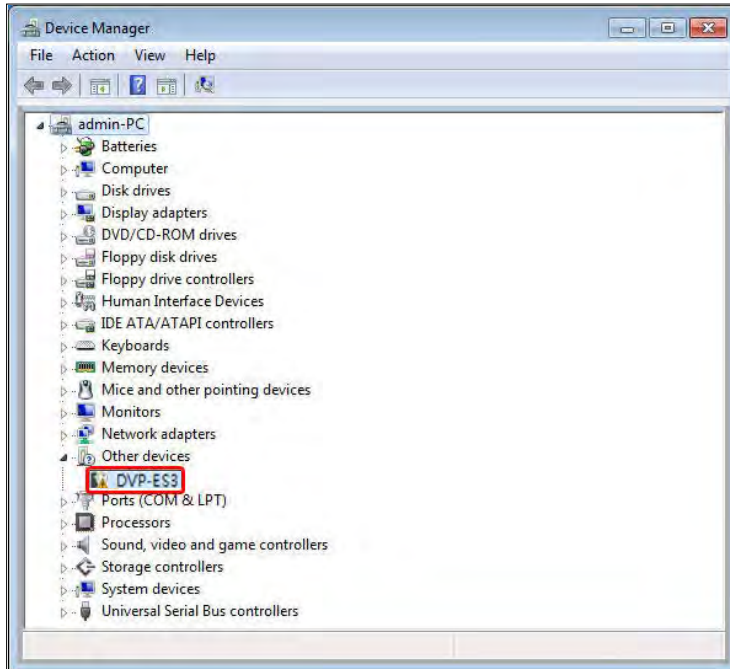 Device Manager
File Action View Help
admin-PC
Batteries
Computer
Disk drives
Display adapters
DVD/CD-ROM drives
Floppy disk drives
Floppy drive controllers
Human Interface Devices
IDE ATA/ATAPI controllers
Keyboards
Memory devices
Mice and other pointing devices
Monitors
Network adapters
Other devices
DVP-ES3
Ports (COM & LPT)
Processors
Sound, video and game controllers
Storage controllers
System devices
Universal Serial Bus controllers